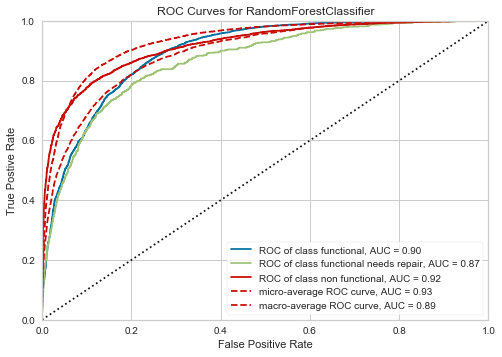 ROC Curves for RandomForestClassifier
True Postive Rate
1.0
0.8
0.6
0.4
0.2
0.0
ROC of class functional, AUC = 0.90
ROC of class functional needs repair, AUC = 0.87
ROC of class non functional, AUC = 0.92
micro-average ROC curve, AUC = 0.93
macro-average ROC curve, AUC = 0.89
0.0 0.2 0.4 0.6 0.8 1.0
False Positive Rate